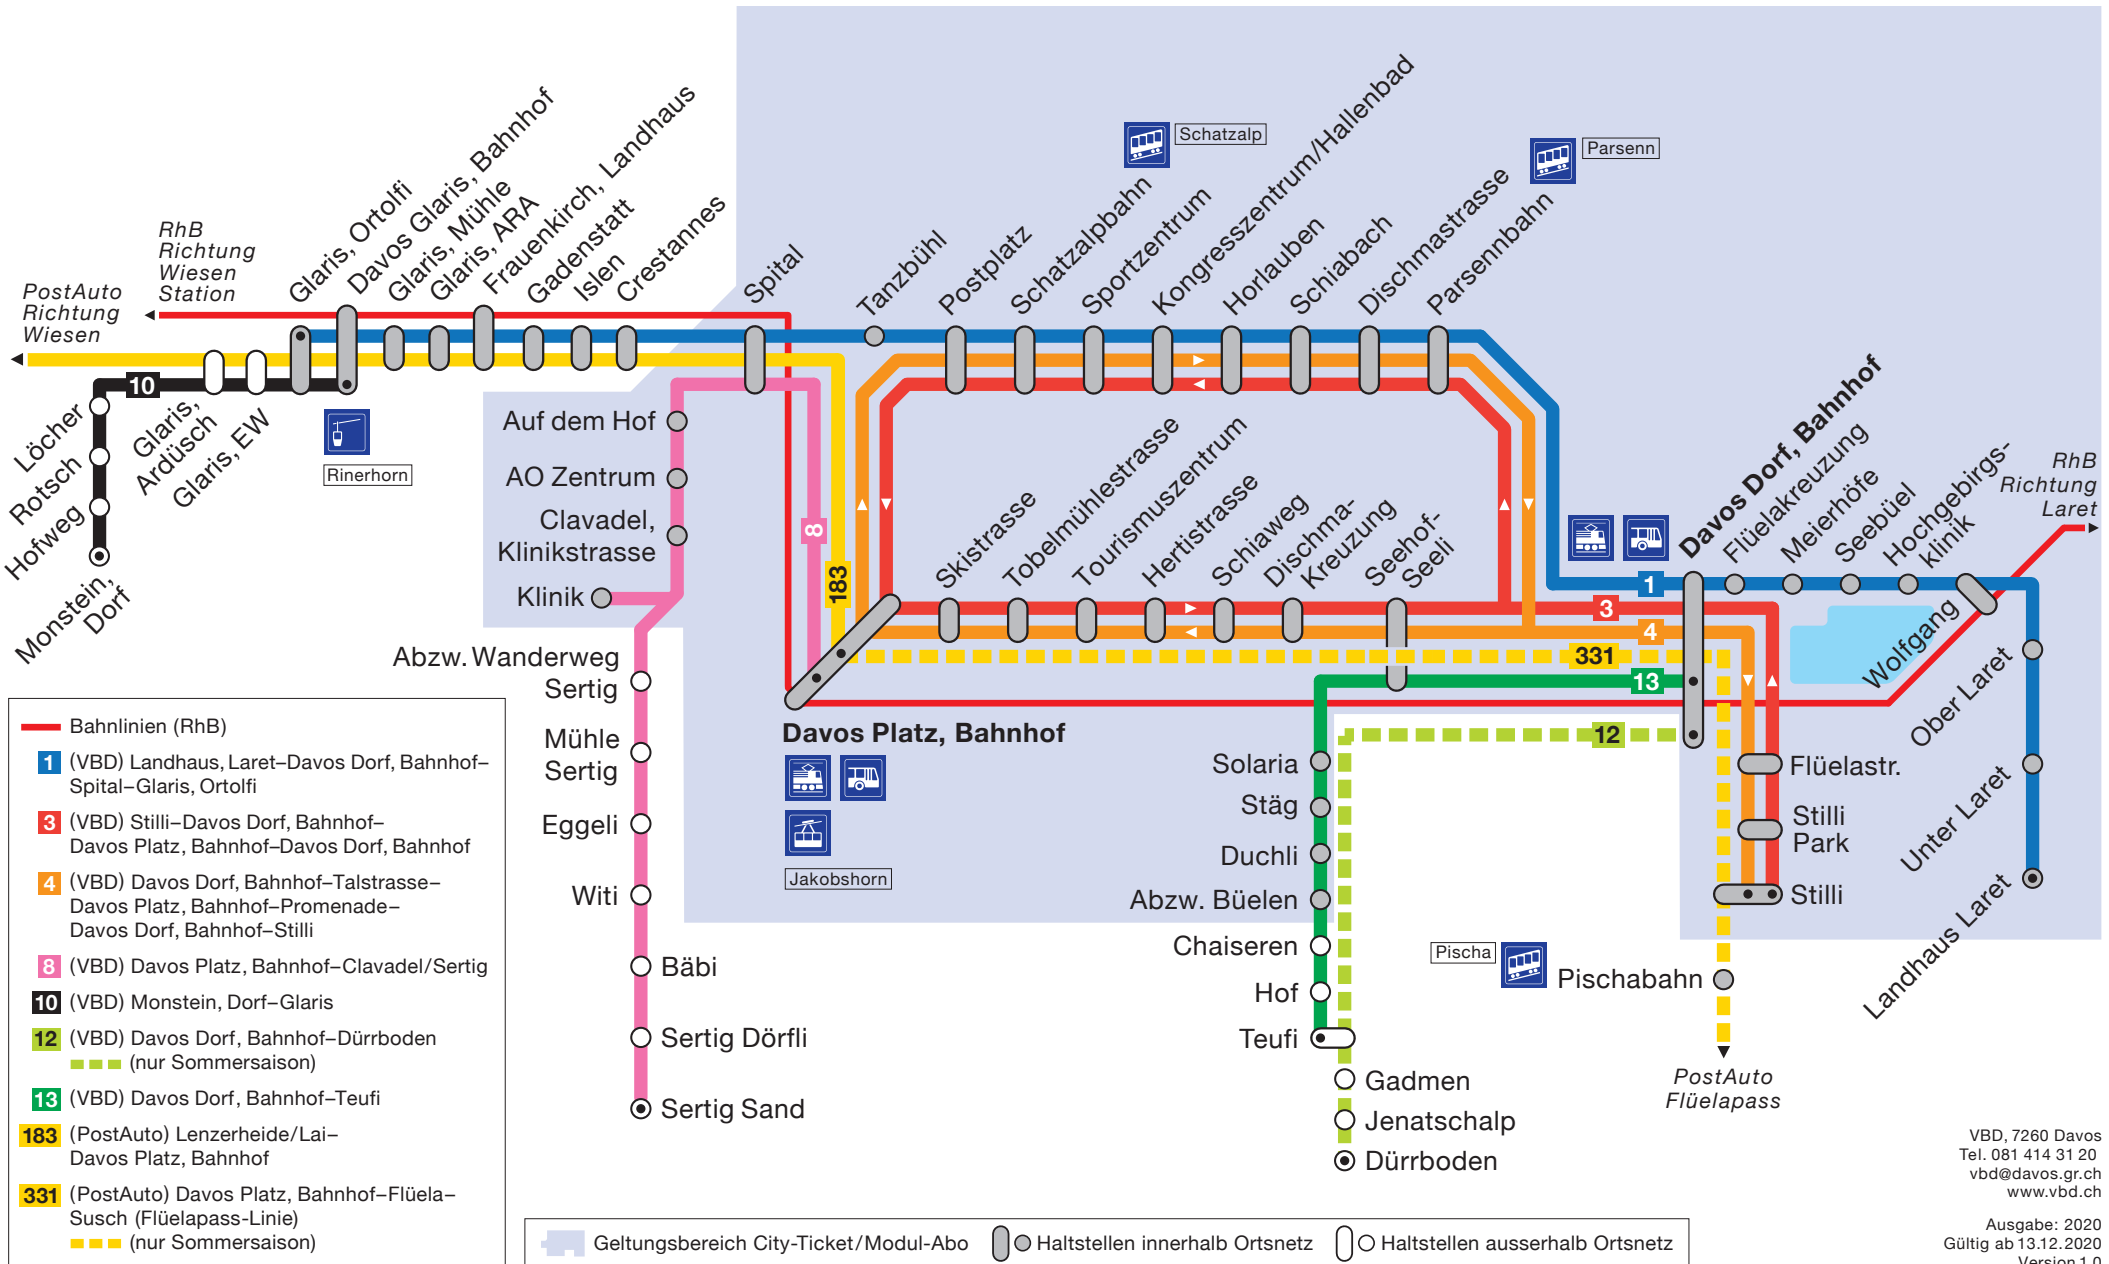 Schatzalp
Parsenn
Glaris, Ortolfi
Davos Glaris, Bahnhof
Glaris, Mühle
Glaris, ARA
Frauenkirch, Landhaus
Gadenstatt
Islen
Crestannes
Spital
Tanzbühl
Postplatz
Schatzalpbahn
Sportzentrum
Kongresszentrum/Hallenbad
Horlauben
Schiabach
Dischmastrasse
Parsennbahn
RhB
Richtung
Wiesen
Station
PostAuto
Richtung
Wiesen
10
Löcher
Rotsch
Hofweg
Monstein,
Dorf
Glaris,
Ardüsch
Glaris, EW
Rinerhorn
Auf dem Hof
AO Zentrum
Clavadel,
Klinikstrasse
Klinik
8
183
Abzw. Wanderweg
Sertig
Mühle
Sertig
Eggeli
Witi
Bäbi
Sertig Dörfli
Sertig Sand
Skistrasse
Tobelmühlestrasse
Tourismuszentrum
Hertistrasse
Schiaweg
Dischma-
Kreuzung
Seehof-
Seeli
Davos Dorf, Bahnhof
Flüelakreuzung
Meierhöfe
Seebüel
Hochgebirgs-
klinik
RhB
Richtung
Laret
1
3
4
331
13
12
Wolfgang
Ober Laret
Unter Laret
Landhaus Laret
Davos Platz, Bahnhof
Jakobshorn
Solaria
Stäg
Duchli
Abzw. Büelen
Chaiseren
Hof
Teufi
Gadmen
Jenatschalp
Dürrboden
Flüelastr.
Stilli
Park
Stilli
Pischa
Pischabahn
PostAuto
Flüelapass
Bahnlinien (RhB)
1 (VBD) Landhaus, Laret–Davos Dorf, Bahnhof–
Spital–Glaris, Ortolfi
3 (VBD) Stilli–Davos Dorf, Bahnhof–
Davos Platz, Bahnhof–Davos Dorf, Bahnhof
4 (VBD) Davos Dorf, Bahnhof–Talstrasse–
Davos Platz, Bahnhof–Promenade–
Davos Dorf, Bahnhof–Stilli
8 (VBD) Davos Platz, Bahnhof–Clavadel/Sertig
10 (VBD) Monstein, Dorf–Glaris
12 (VBD) Davos Dorf, Bahnhof–Dürrboden
(nur Sommersaison)
13 (VBD) Davos Dorf, Bahnhof–Teufi
183 (PostAuto) Lenzerheide/Lai–
Davos Platz, Bahnhof
331 (PostAuto) Davos Platz, Bahnhof–Flüela–
Susch (Flüelapass-Linie)
(nur Sommersaison)
Geltungsbereich City-Ticket/Modul-Abo
Haltstellen innerhalb Ortsnetz
Haltstellen ausserhalb Ortsnetz
VBD, 7260 Davos
Tel. 081 414 31 20
vbd@davos.gr.ch
www.vbd.ch
Ausgabe: 2020
Gültig ab 13.12.2020
Version 1.0